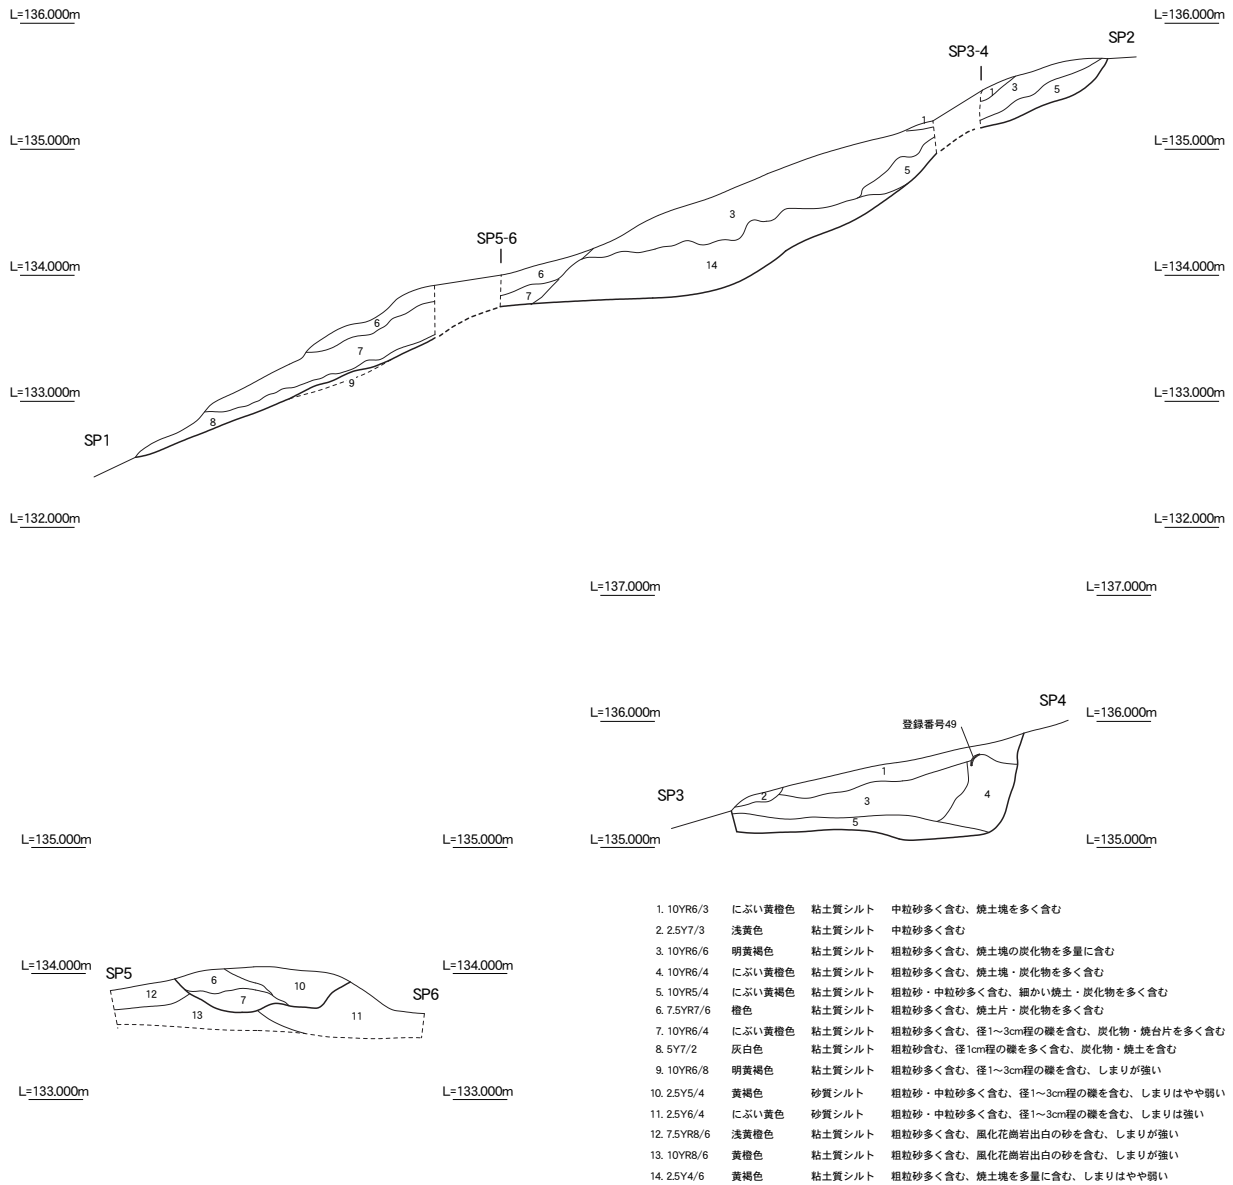 L=136.000m L=136.000m
SP2
SP3-4
1 3 5
1
L=135.000m L=135.000m
5
3
SP5-6
14
L=134.000m L=134.000m
6
7
6
7
9
L=133.000m L=133.000m
8
SP1
L=132.000m L=132.000m
L=137.000m L=137.000m
SP4
L=136.000m L=136.000m
登録番号49
1
SP3
2 3 4
5
L=135.000m L=135.000m L=135.000m L=135.000m
L=134.000m L=134.000m
SP5
6
10
12 7
SP6
13 11
L=133.000m L=133.000m
1. 10YR6/3 にぶい黄橙色 粘土質シルト 中粒砂多く含む、焼土塊を多く含む
2. 2.5Y7/3 浅黄色 粘土質シルト 中粒砂多く含む
3. 10YR6/6 明黄褐色 粘土質シルト 粗粒砂多く含む、焼土塊の炭化物を多量に含む
4. 10YR6/4 にぶい黄橙色 粘土質シルト 粗粒砂多く含む、焼土塊・炭化物を多く含む
5. 10YR5/4 にぶい黄褐色 粘土質シルト 粗粒砂・中粒砂多く含む、細かい焼土・炭化物を多く含む
6. 7.5YR7/6 橙色 粘土質シルト 粗粒砂多く含む、焼土片・炭化物を多く含む
7. 10YR6/4 にぶい黄橙色 粘土質シルト 粗粒砂多く含む、径1〜3cm程の礫を含む、炭化物・焼台片を多く含む
8. 5Y7/2 灰白色 粘土質シルト 粗粒砂含む、径1cm程の礫を多く含む、炭化物・焼土を含む
9. 10YR6/8 明黄褐色 粘土質シルト 粗粒砂多く含む、径1〜3cm程の礫を含む、しまりが強い
10. 2.5Y5/4 黄褐色 砂質シルト 粗粒砂・中粒砂多く含む、径1〜3cm程の礫を含む、しまりはやや弱い
11. 2.5Y6/4 にぶい黄色 砂質シルト 粗粒砂・中粒砂多く含む、径1〜3cm程の礫を含む、しまりは強い
12. 7.5YR8/6 浅黄橙色 粘土質シルト 粗粒砂多く含む、風化花崗岩出白の砂を含む、しまりが強い
13. 10YR8/6 黄橙色 粘土質シルト 粗粒砂多く含む、風化花崗岩出白の砂を含む、しまりが強い
14. 2.5Y4/6 黄褐色 粘土質シルト 粗粒砂多く含む、焼土塊を多量に含む、しまりはやや弱い